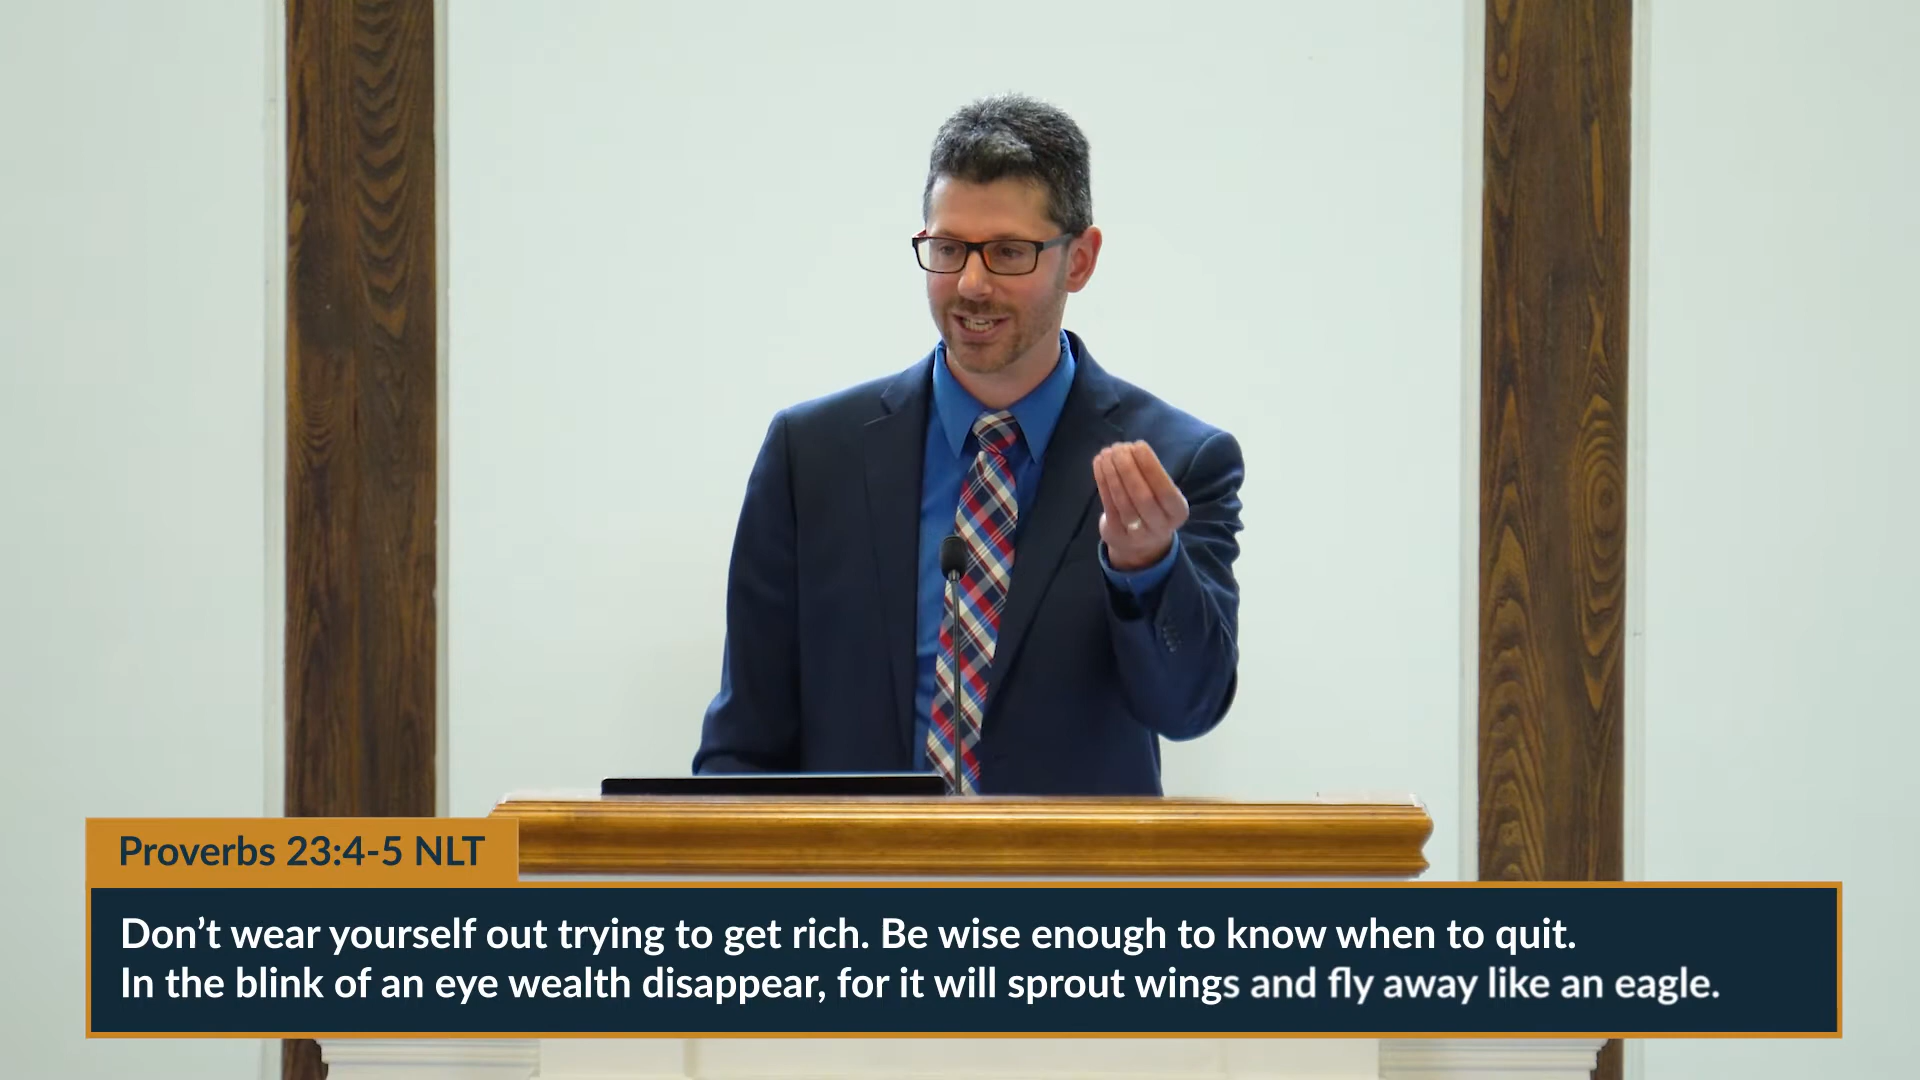 Proverbs 23:4-5 NLT
Don’t wear yourself out trying to get rich. Be wise enough to know when to quit.
In the blink of an eye wealth disappear, for it will sprout wings and fly away like an eagle.